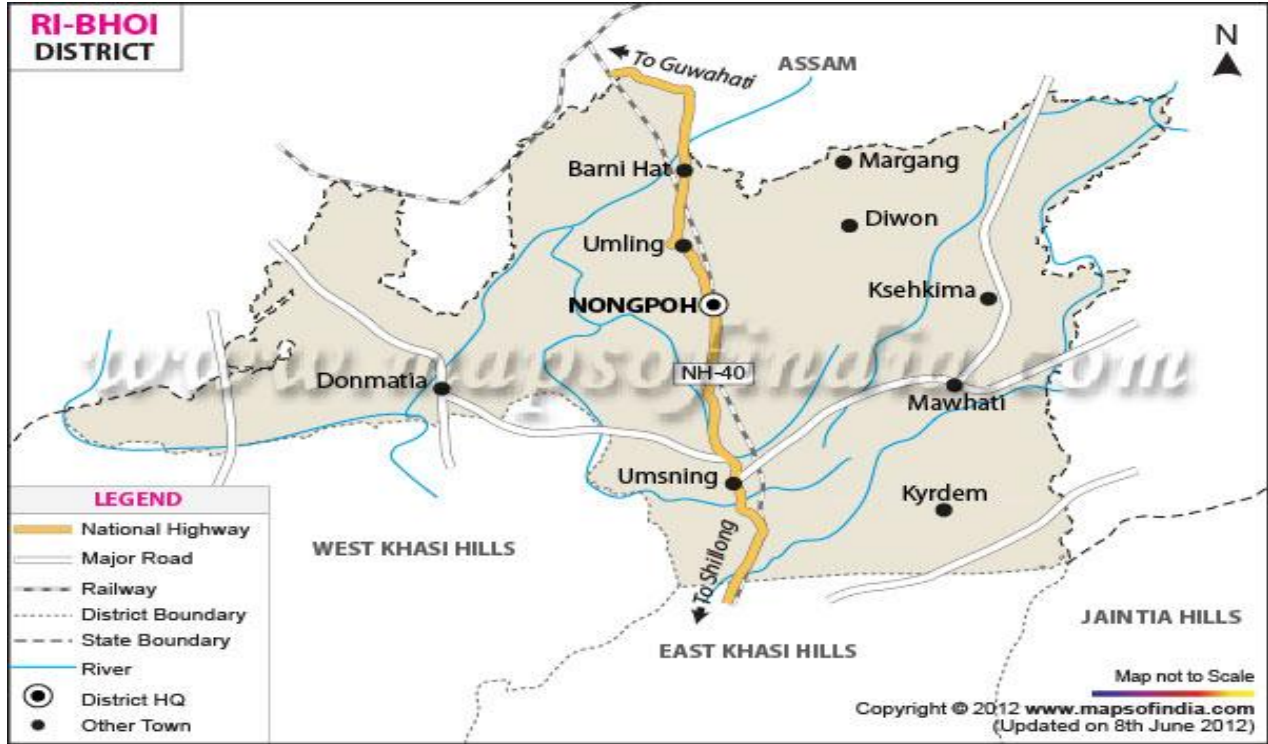 RI-BHOI
DISTRICT
N
To Guwahati
ASSAM
Barni Hat
Margang
Diwon
Umling
Ksehkima
NONGPOH
www.mapsofindia.com
NH-40
Donmatia
Mawhati
Umsning
Kyrdem
To Shillong
WEST KHASI HILLS
EAST KHASI HILLS
JAINTIA HILLS
LEGEND
National Highway
Major Road
Railway
District Boundary
State Boundary
River
District HQ
Other Town
Map not to Scale
Copyright © 2012 www.mapsofindia.com
(Updated on 8th June 2012)